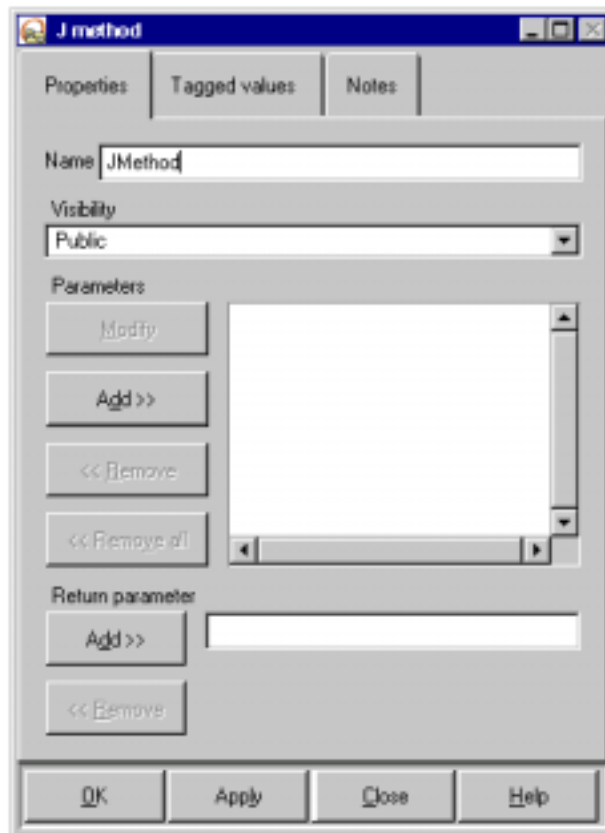 J method
Properties Tagged values Notes
Name JMethod
Visibility
Public
Parameters
Modify
Add >>
<< Remove
<< Remove all
Return parameter
Add >>
<< Remove
OK Apply Close Help